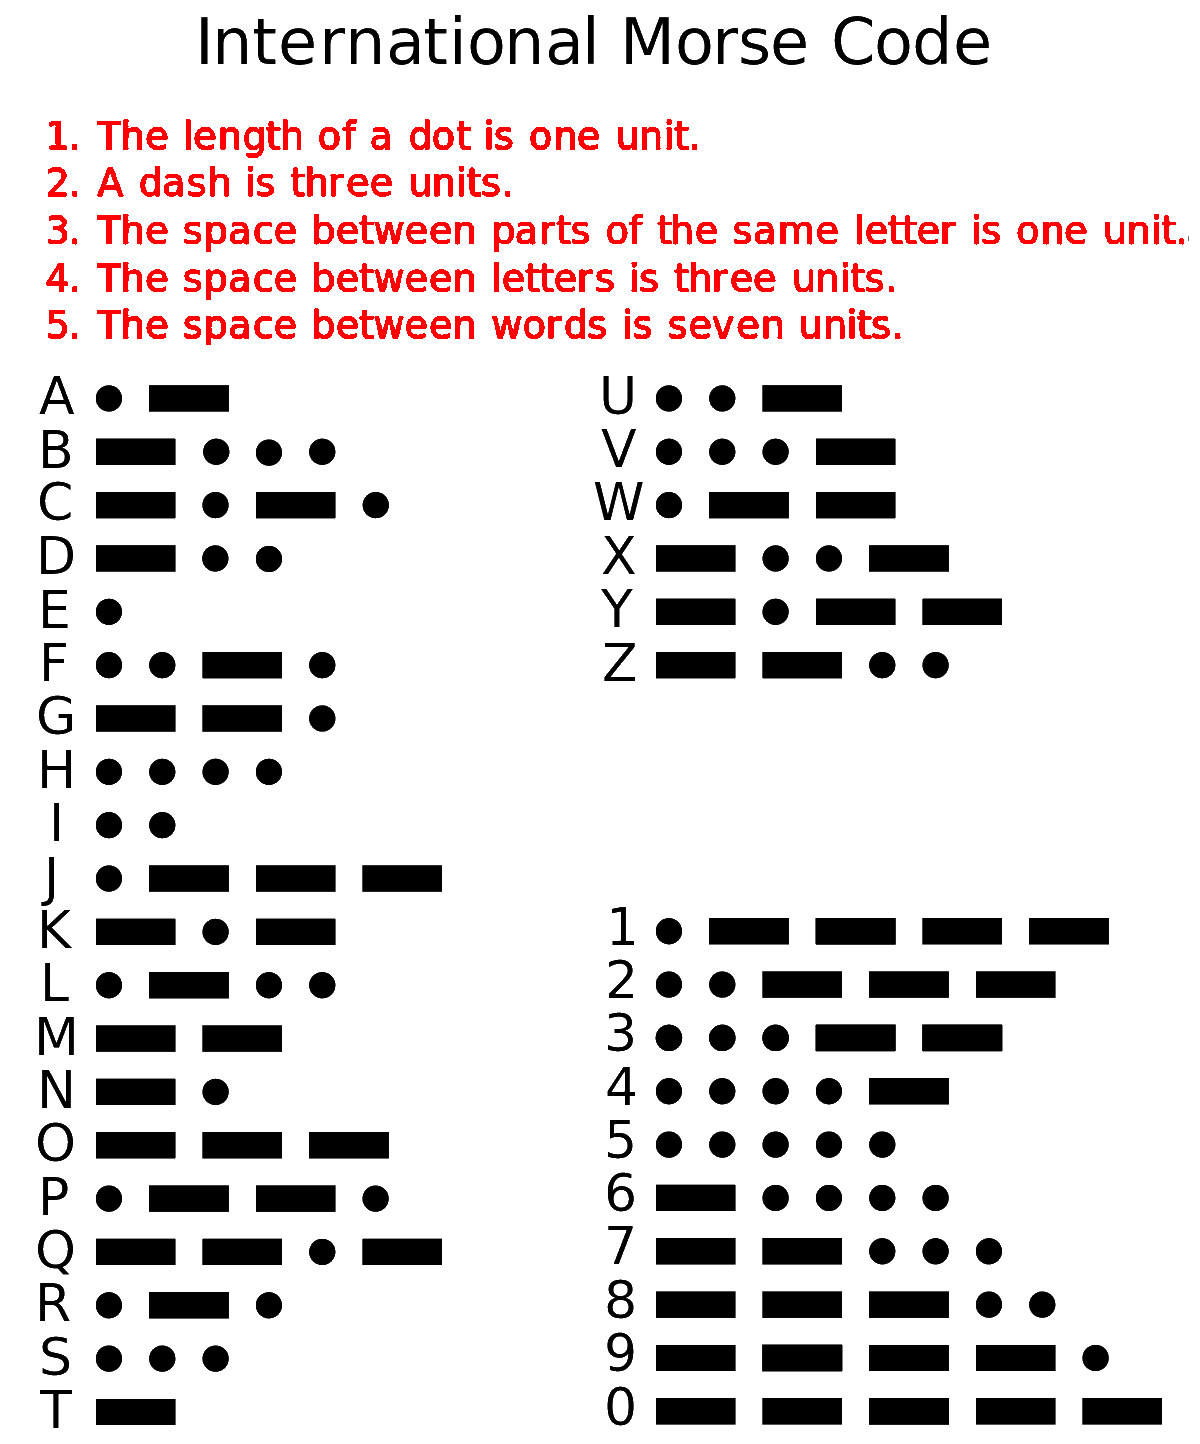 International Morse Code
1. The length of a dot is one unit.
2. A dash is three units.
3. The space between parts of the same letter is one unit.
4. The space between letters is three units.
5. The space between words is seven units.
A
B
C
D
E
F
G
H
I
J
K
L
M
N
O
P
Q
R
S
T
U
V
W
X
Y
Z
1
2
3
4
5
6
7
8
9
0